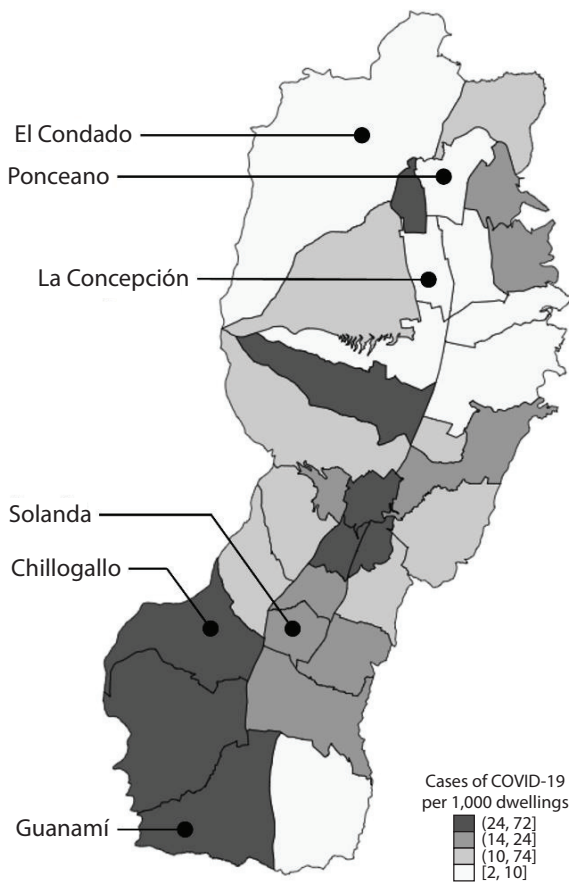 El Condado
Ponceano
La Concepción
Solanda
Chillogallo
Guanamí
Cases of COVID-19
per 1,000 dwellings
(24, 72]
(14, 24]
(10, 74]
[2, 10]